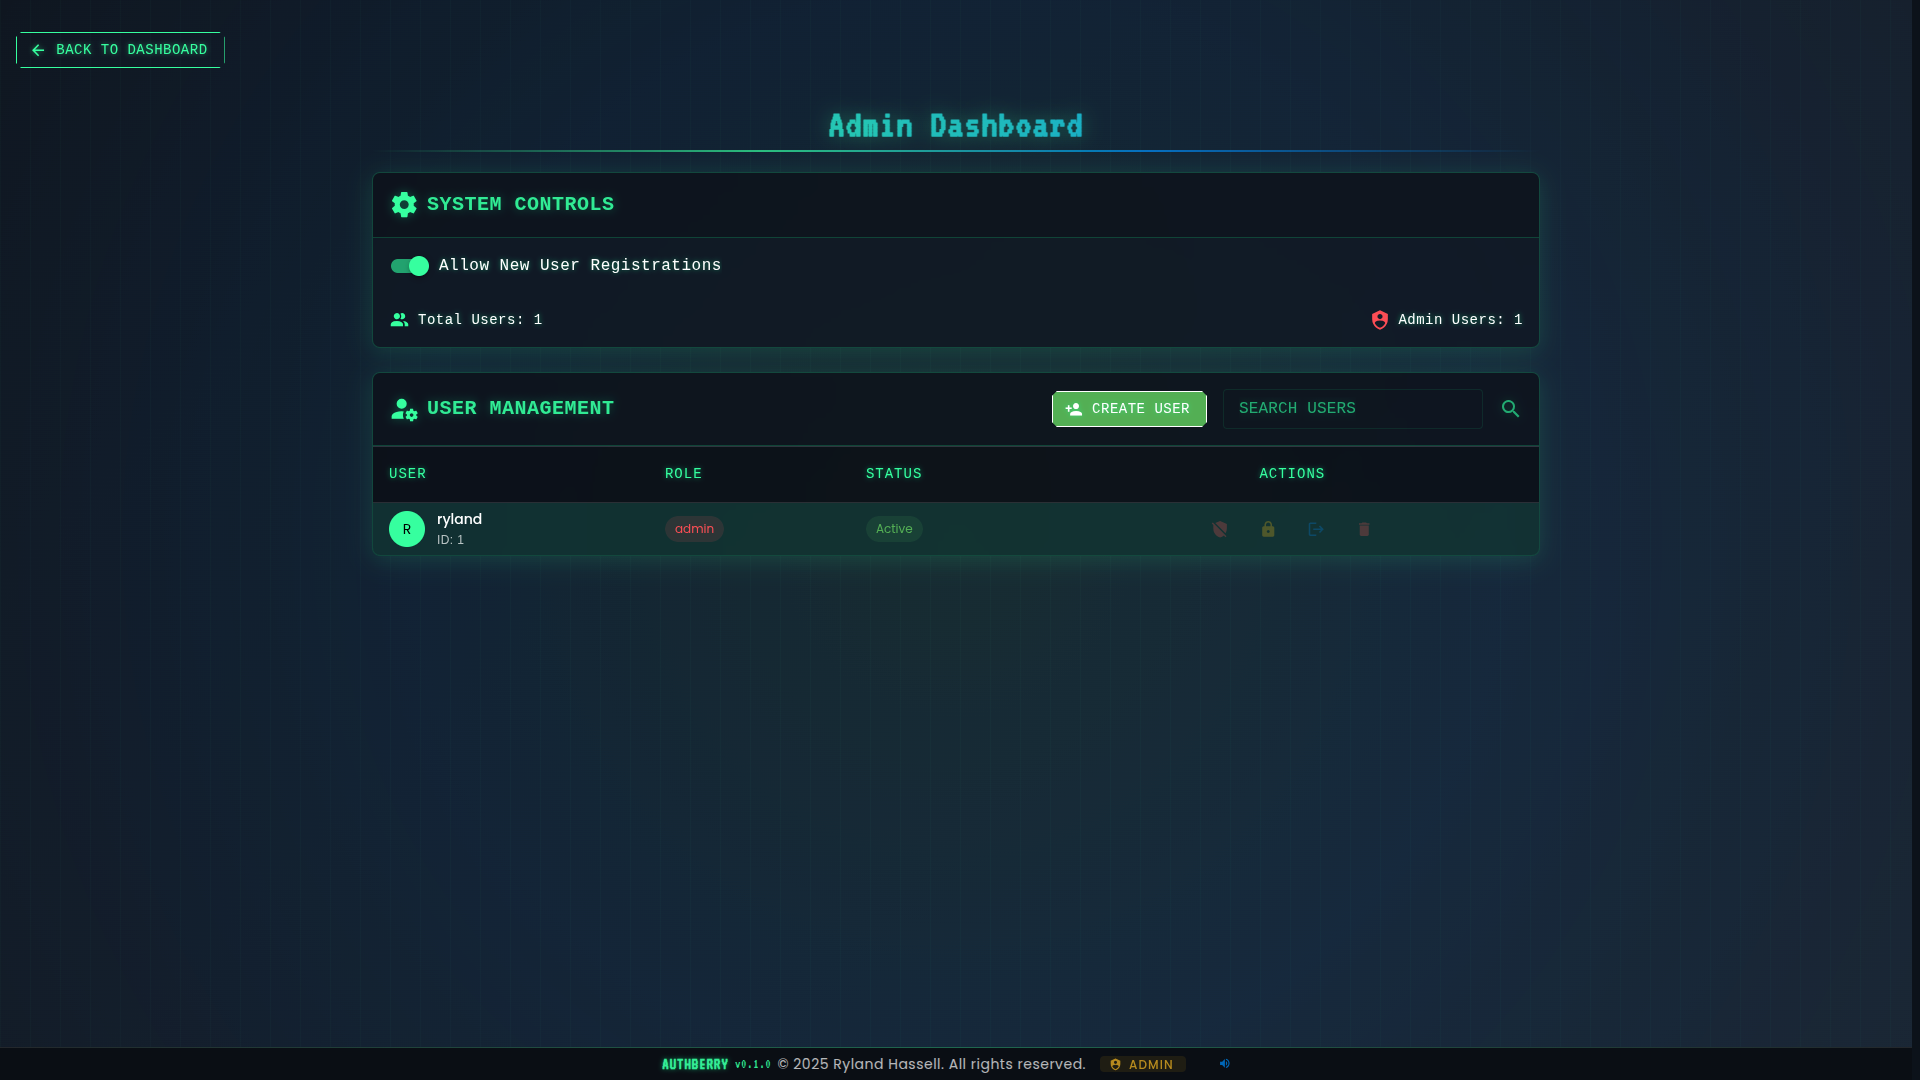 BACK TO DASHBOARD
Admin Dashboard
SYSTEM CONTROLS
Allow New User Registrations
Total Users: 1
Admin Users: 1
USER MANAGEMENT
CREATE USER
SEARCH USERS
USER ROLE STATUS ACTIONS
R
ryland
ID: 1
admin
Active
AUTHBERRY v0.1.0 © 2025 Ryland Hassell. All rights reserved. ADMIN